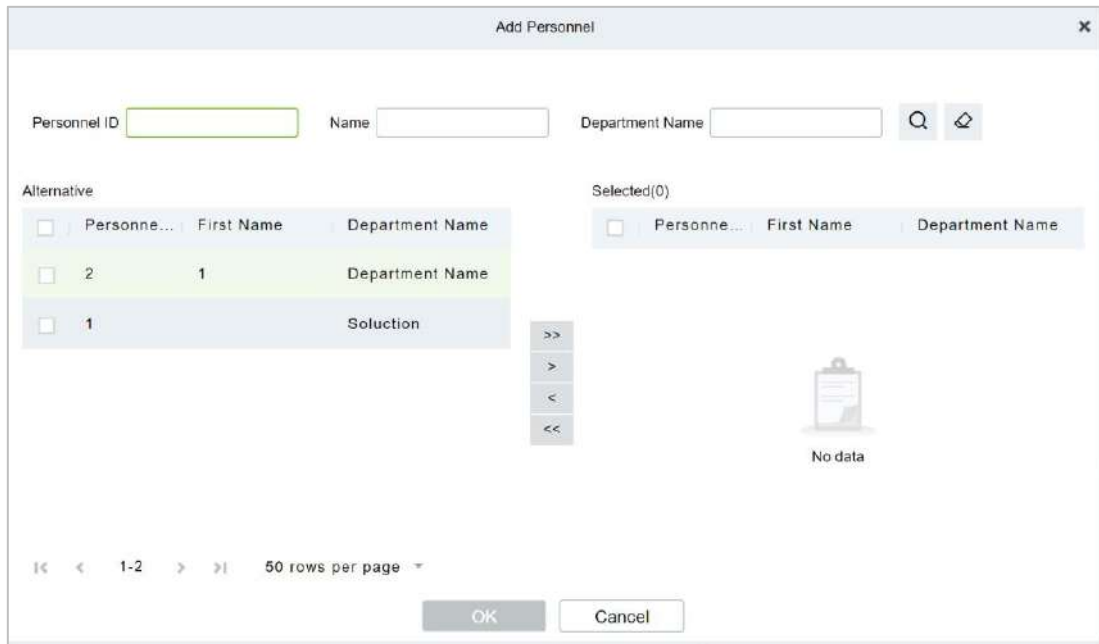 Add Personnel
Personnel ID Name Department Name
Alternative Selected(0)
Personne... First Name Department Name Personne... First Name Department Name
2 1 Department Name
1 Soluction
>>
>
<
<<
No data
1-2 50 rows per page
OK Cancel